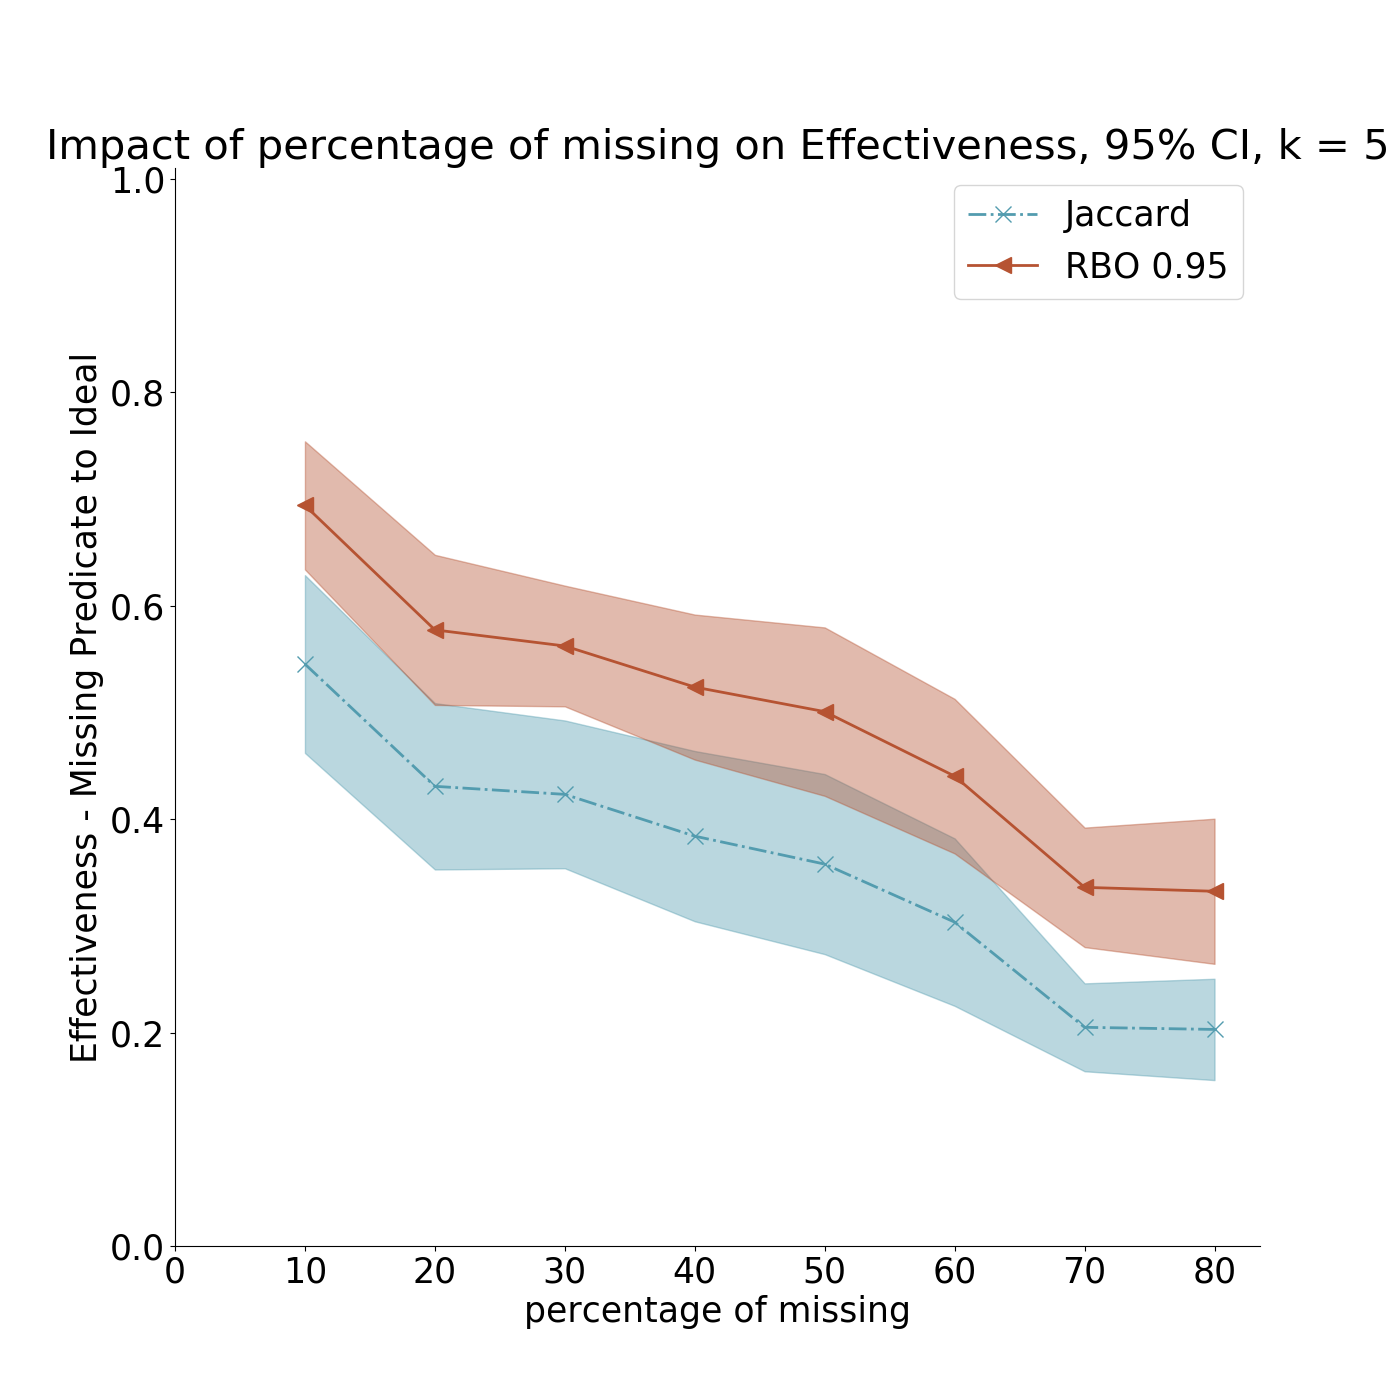 Impact of percentage of missing on Effectiveness, 95% CI, k = 5
Jaccard
RBO 0.95
Effectiveness - Missing Predicate to Ideal
1.0
0.8
0.6
0.4
0.2
0.0
0 10 20 30 40 50 60 70 80
percentage of missing